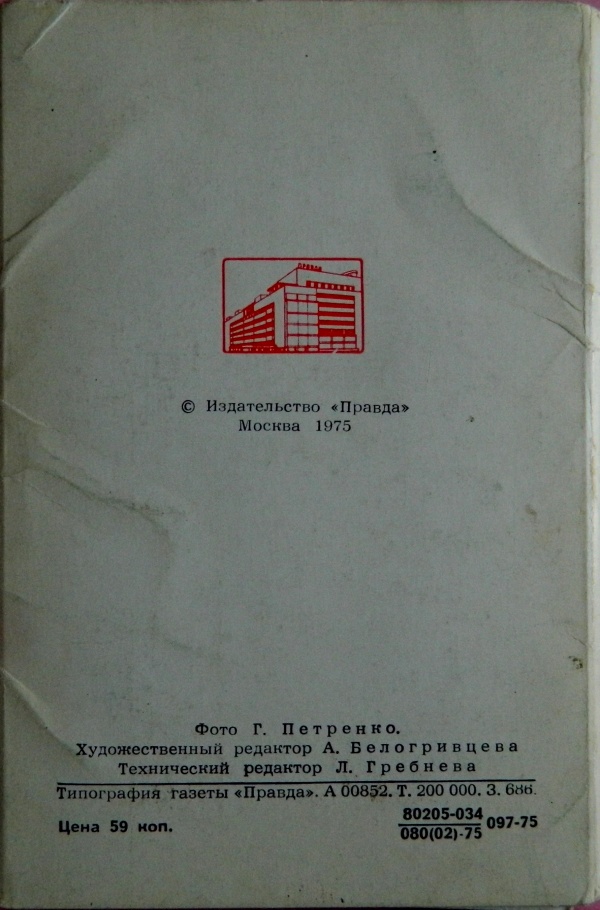 ПРАВДА
© Издательство «Правда»
Москва 1975
Фото Г. Петренко.
Художественный редактор А. Белогривцева
Технический редактор Л. Гребнева
Типография газеты «Правда». А 00852. Т. 200 000. З. 686.
Цена 59 коп.
80205-034
080(02)-75
097-75